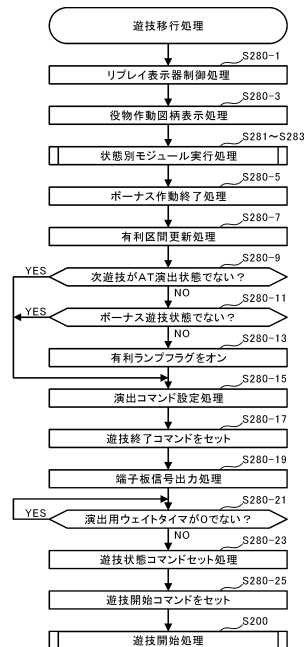 遊技移行処理
S280-1
リプレイ表示器制御処理
S280-3
役物作動図柄表示処理
S281～S283
状態別モジュール実行処理
S280-5
ボーナス作動終了処理
S280-7
有利区間更新処理
S280-9
YES
次遊技がAT演出状態でない？
NO
S280-11
YES
ボーナス遊技状態でない？
NO
S280-13
有利ランプフラグをオン
S280-15
演出コマンド設定処理
S280-17
遊技終了コマンドをセット
S280-19
端子板信号出力処理
S280-21
YES
演出用ウェイトタイマが0でない？
NO
S280-23
遊技状態コマンドセット処理
S280-25
遊技開始コマンドをセット
S200
遊技開始処理